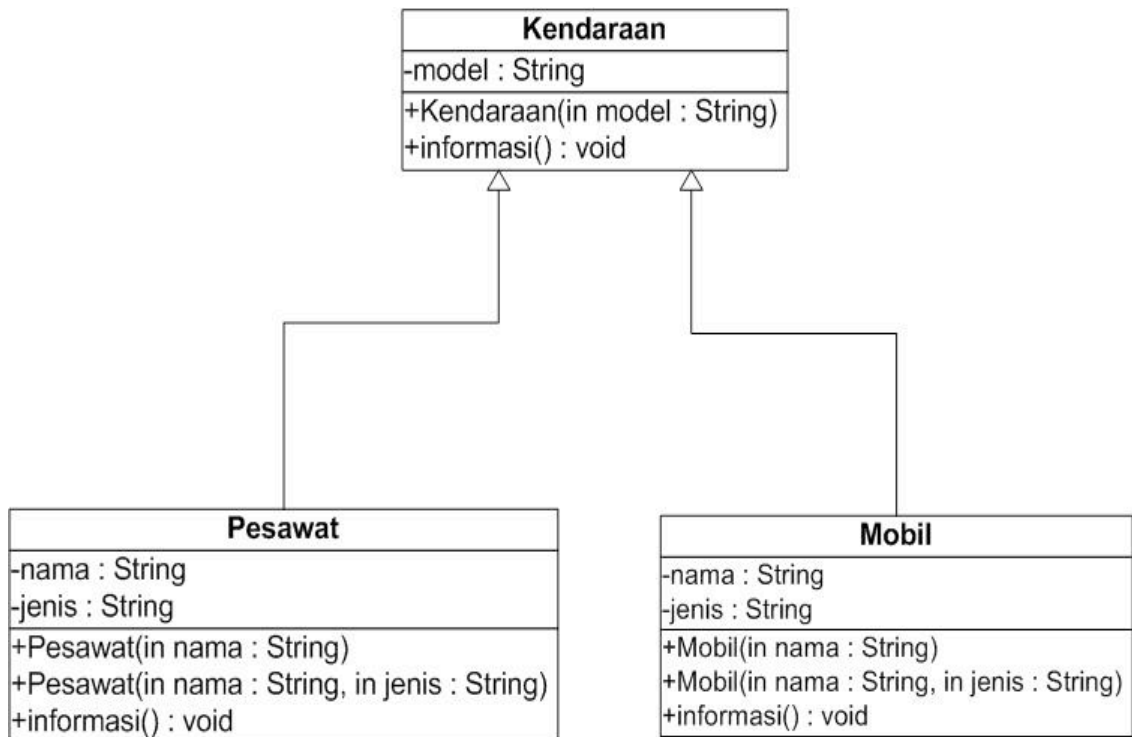 Kendaraan
-model : String
+Kendaraan(in model : String)
+informasi() : void
Pesawat
-nama : String
-jenis : String
+Pesawat(in nama : String)
+Pesawat(in nama : String, in jenis : String)
+informasi() : void
Mobil
-nama : String
-jenis : String
+Mobil(in nama : String)
+Mobil(in nama : String, in jenis : String)
+informasi() : void